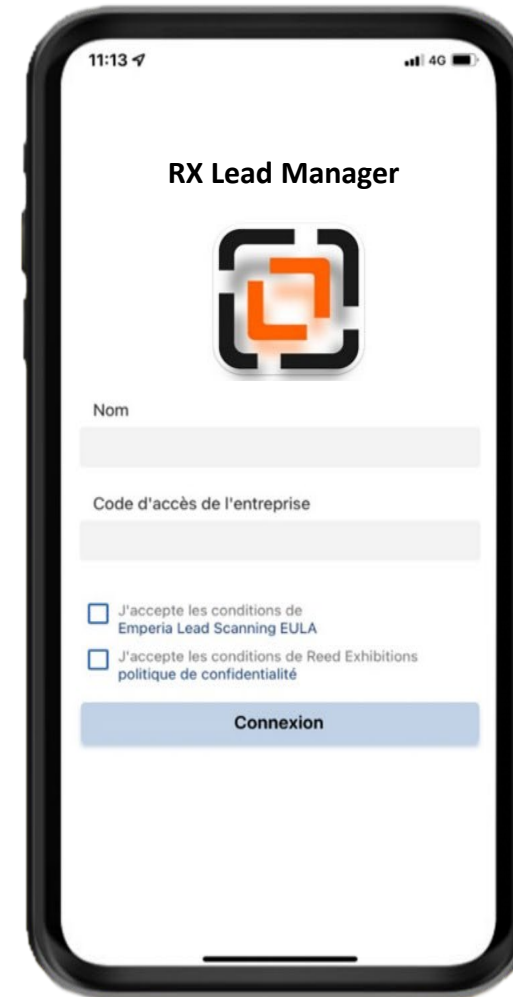 11:13
4G
RX Lead Manager
Nom
Code d'accès de l'entreprise
J'accepte les conditions de
Emperia Lead Scanning EULA
J'accepte les conditions de Reed Exhibitions
politique de confidentialité
Connexion